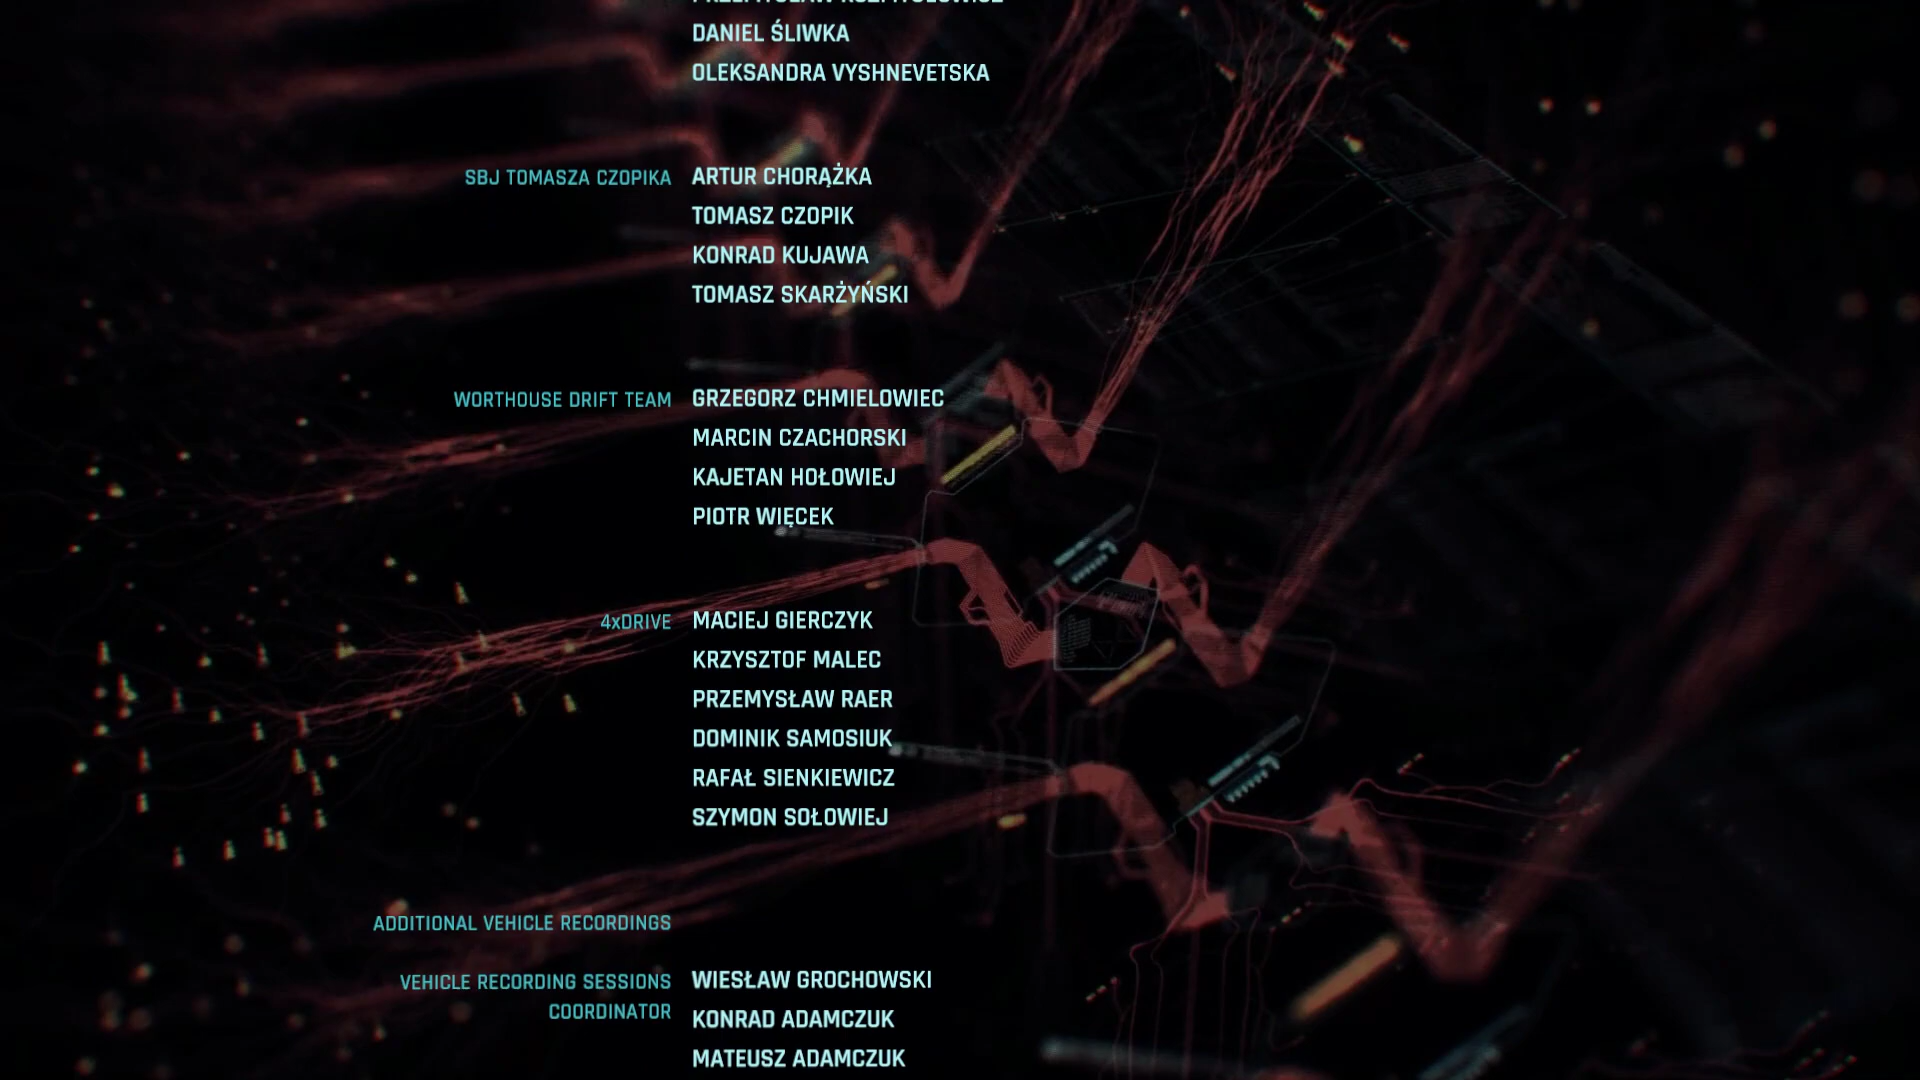 DANIEL ŚLIWKA
OLEKSANDRA VYSHNEVETSKA
SBJ TOMASZA CZOPIKA ARTUR CHORĄŻKA
TOMASZ CZOPIK
KONRAD KUJAWA
TOMASZ SKARŻYŃSKI
WORTHOUSE DRIFT TEAM GRZEGORZ CHMIELOWIEC
MARCIN CZACHORSKI
KAJETAN HOŁOWIEJ
PIOTR WIĘCEK
4xDRIVE MACIEJ GIERCZYK
KRZYSZTOF MALEC
PRZEMYSŁAW RAER
DOMINIK SAMOSIUK
RAFAŁ SIENKIEWICZ
SZYMON SOŁOWIEJ
ADDITIONAL VEHICLE RECORDINGS
VEHICLE RECORDING SESSIONS WIESŁAW GROCHOWSKI
COORDINATOR
KONRAD ADAMCZUK
MATEUSZ ADAMCZUK